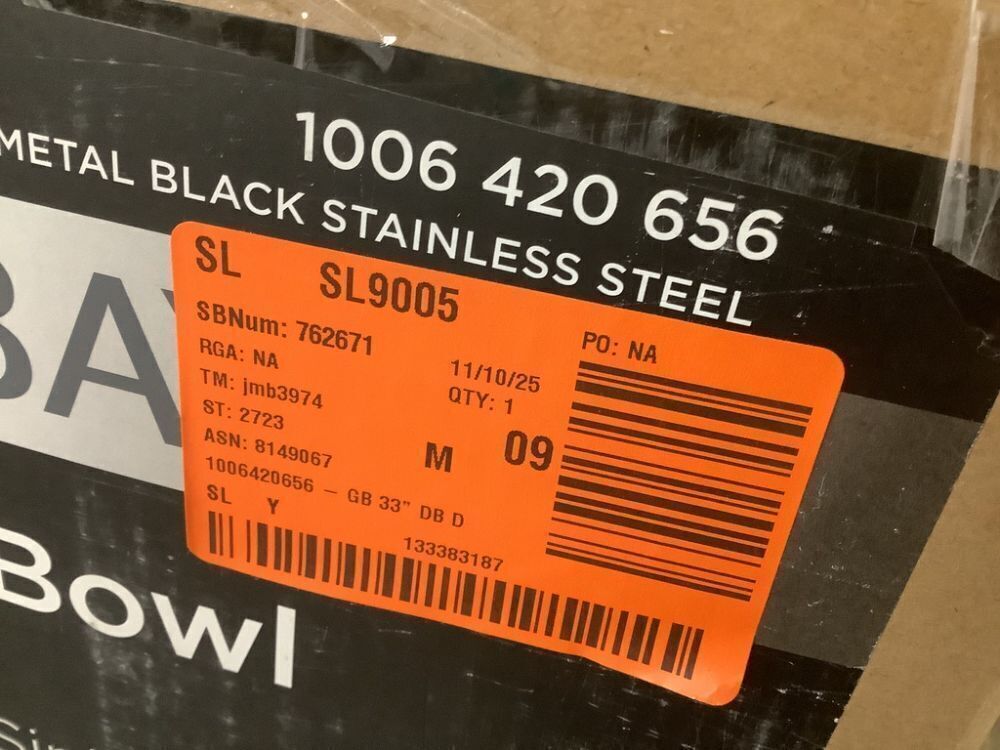 1006 420 656
METAL BLACK STAINLESS STEEL
BAY
SL SL9005
SBNum: 762671
PO: NA
RGA: NA
11/10/25
TM: jmb3974
QTY: 1
ST: 2723
M 09
ASN: 8149067
1006420656 – GB 33" DB D
SL Y
133383187
Bowl